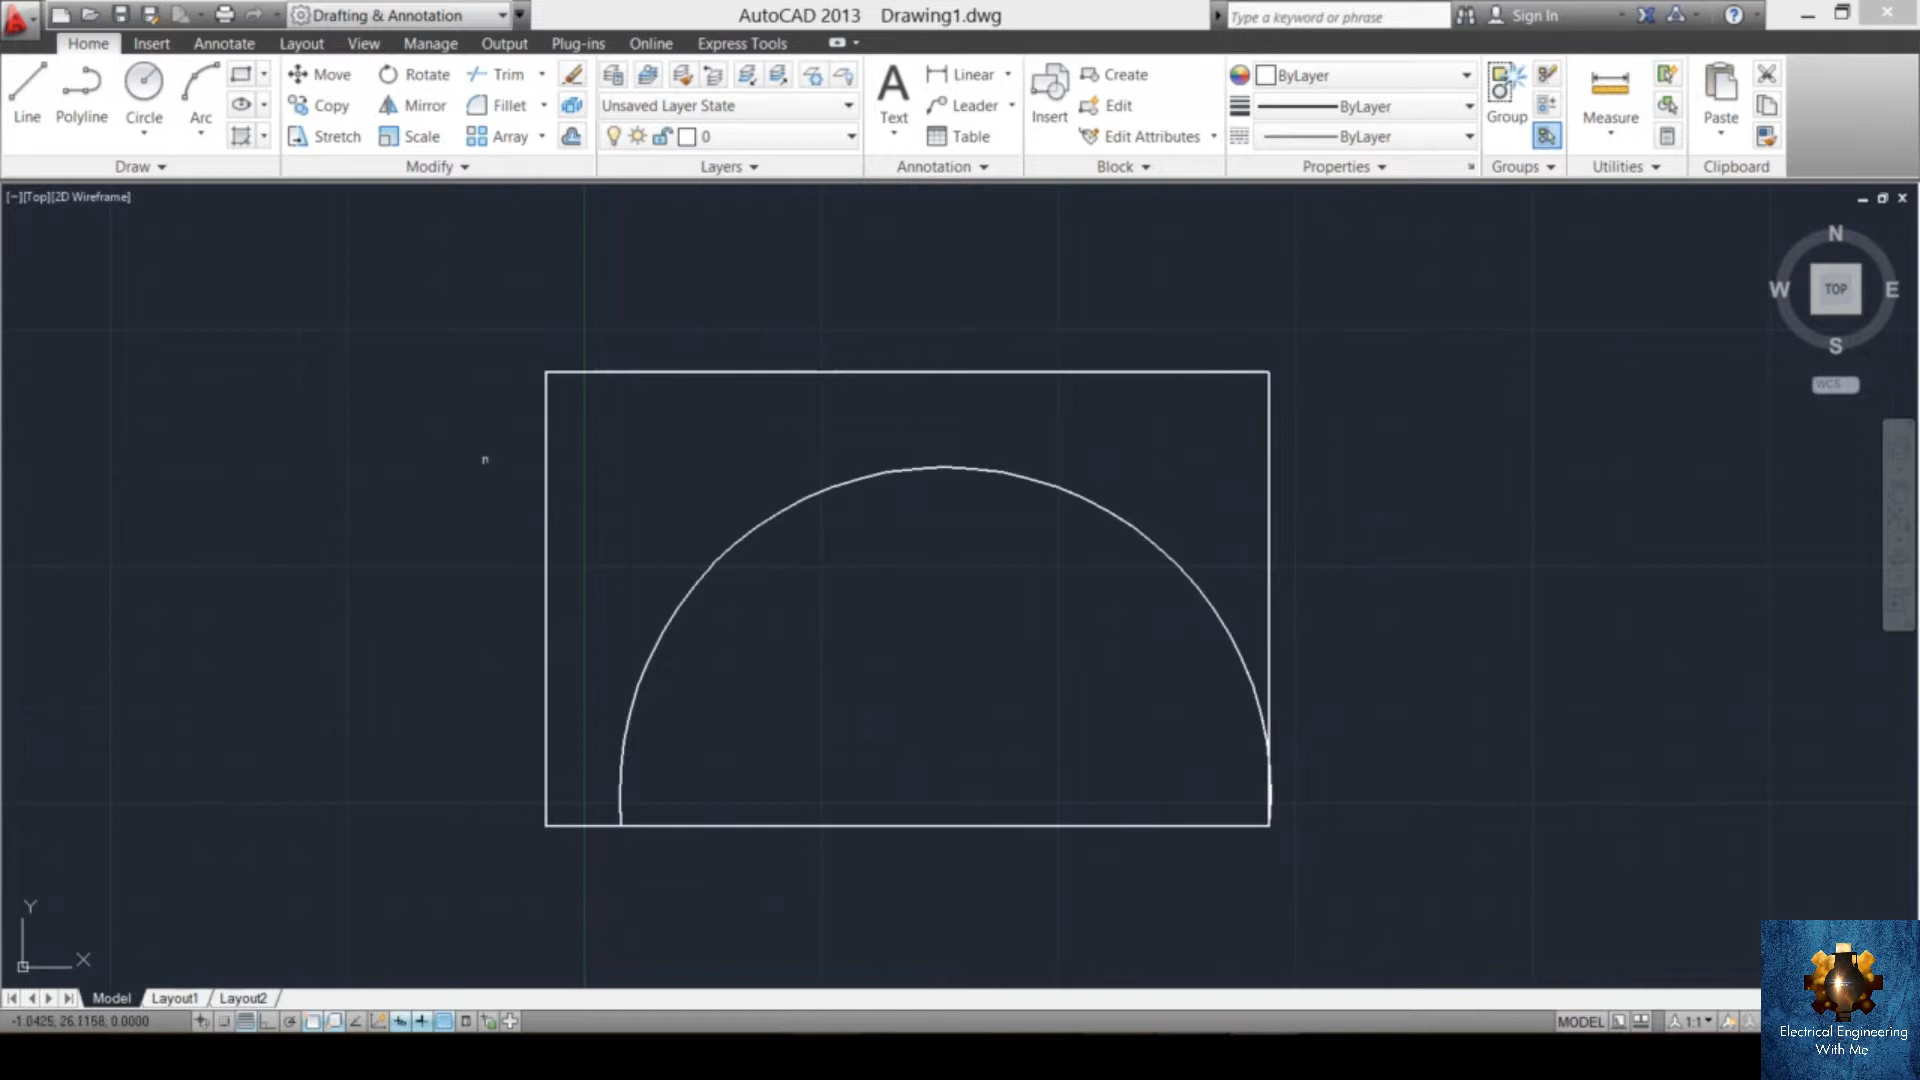 Drafting & Annotation
AutoCAD 2013 Drawing1.dwg
Type a keyword or phrase
Sign In
Home Insert Annotate Layout View Manage Output Plug-ins Online Express Tools
Line Polyline Circle Arc
Move Rotate Trim
Copy Mirror Fillet
Stretch Scale Array
Unsaved Layer State
0
Text
Linear
Leader
Table
Insert
Create
Edit
Edit Attributes
ByLayer
ByLayer
ByLayer
Group
Measure
Paste
Draw Modify Layers Annotation Block Properties Groups Utilities Clipboard
[−][Top][2D Wireframe]
N
W TOP E
S
WCS
n
Y
X
Model Layout1 Layout2
-1.0425, 26.1158, 0.0000
MODEL
1:1
Electrical Engineering
With Me